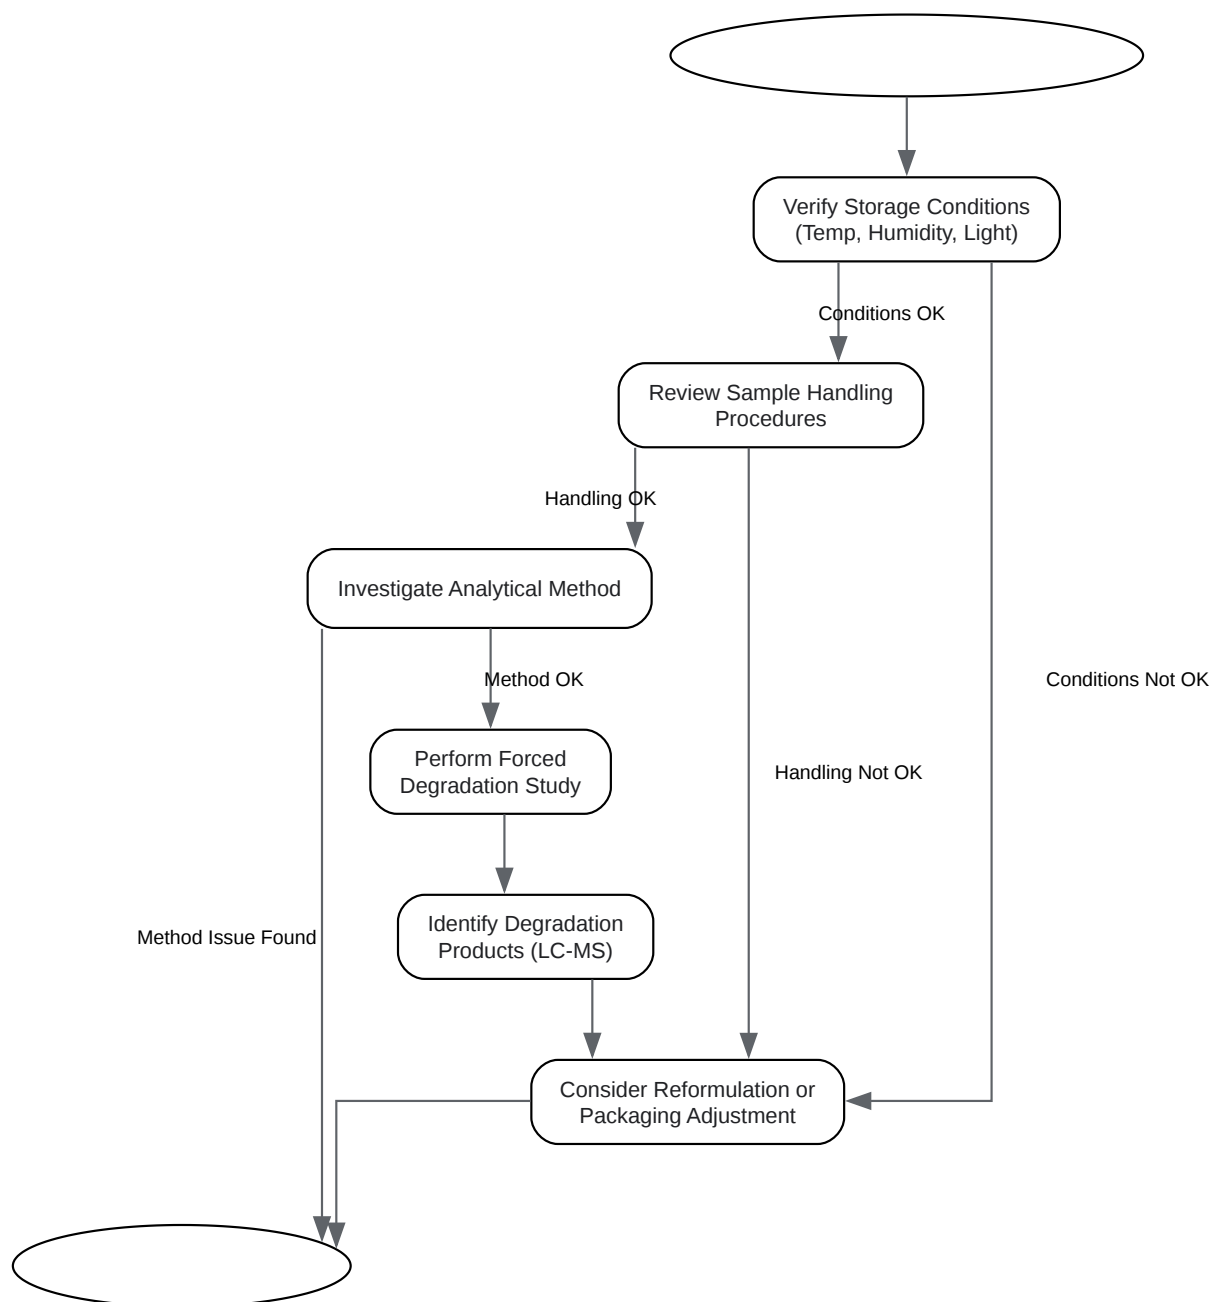 Verify Storage Conditions
(Temp, Humidity, Light)
Conditions OK
Review Sample Handling
Procedures
Handling OK
Investigate Analytical Method
Method OK
Conditions Not OK
Perform Forced
Degradation Study
Handling Not OK
Identify Degradation
Products (LC-MS)
Method Issue Found
Consider Reformulation or
Packaging Adjustment